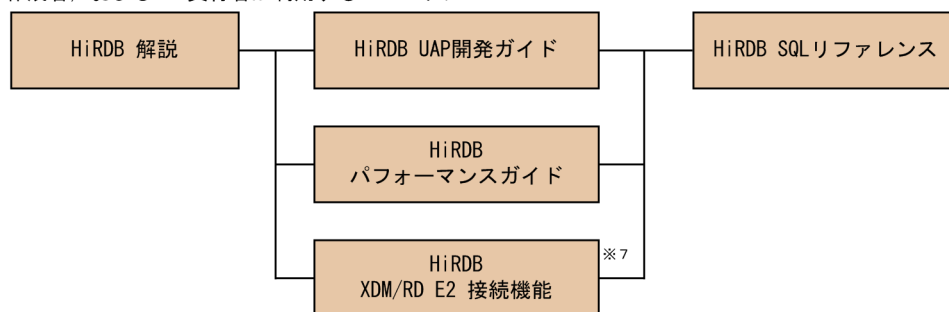 HiRDB 解説
HiRDB UAP開発ガイド
HiRDB SQLリファレンス
HiRDB
パフォーマンスガイド
HiRDB
XDM/RD E2 接続機能
※7